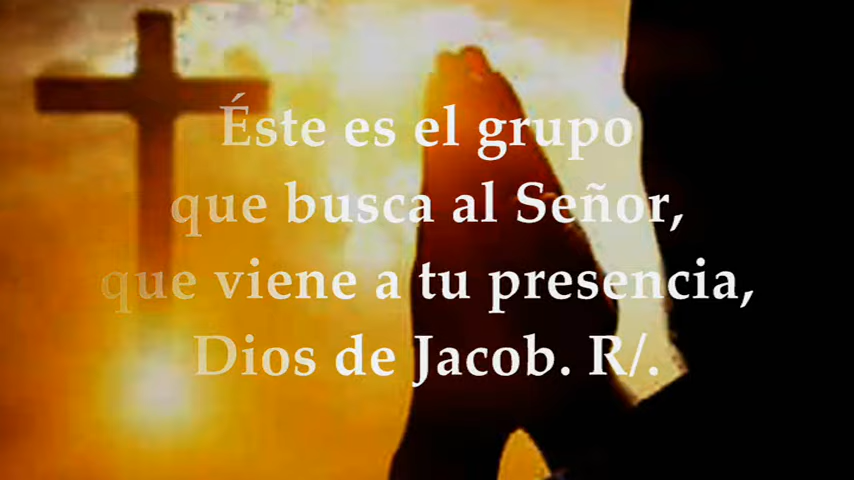 Éste es el grupo
que busca al Señor,
que viene a tu presencia,
Dios de Jacob. R/.